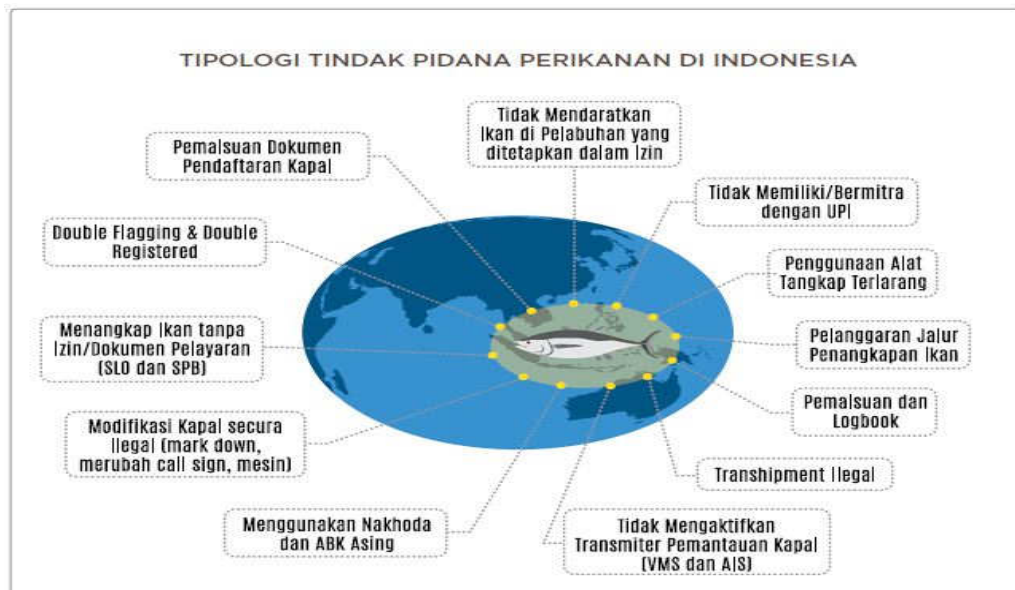 TIPOLOGI TINDAK PIDANA PERIKANAN DI INDONESIA
Tidak Mendaratkan
Ikan di Pelabuhan yang
ditetapkan dalam Izin
Pemalsuan Dokumen
Pendaftaran Kapal
Tidak Memiliki/Bermitra
dengan UPI
Double Flagging & Double
Registered
Penggunaan Alat
Tangkap Terlarang
Menangkap Ikan tanpa
Izin/Dokumen Pelayaran
(SLO dan SPB)
Pelanggaran Jalur
Penangkapan Ikan
Pemalsuan dan
Logbook
Modifikasi Kapal secura
Ilegal (mark down,
merubah call sign, mesin)
Transhipment Ilegal
Menggunakan Nakhoda
dan ABK Asing
Tidak Mengaktifkan
Transmiter Pemantauan Kapal
(VMS dan AIS)